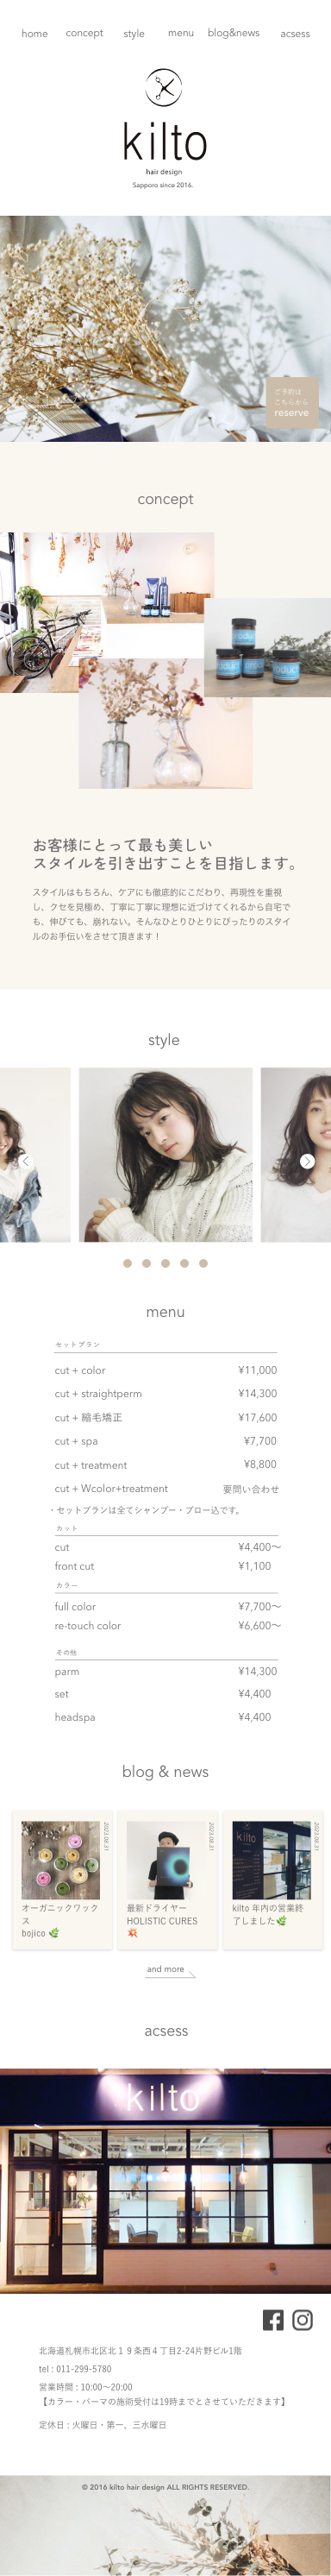 home concept style menu blog&news acsess
kilto
hair design
Sapporo since 2016.
ご予約は
こちらから
reserve
concept
product
お客様にとって最も美しい
スタイルを引き出すことを目指します。
スタイルはもちろん、ケアにも徹底的にこだわり、再現性を重視
し、クセを見極め、丁寧に丁寧に理想に近づけてくれるから自宅で
も、伸びても、崩れない。そんなひとりひとりにぴったりのスタイ
ルのお手伝いをさせて頂きます！
style
menu
セットプラン
cut + color ¥11,000
cut + straightperm ¥14,300
cut + 縮毛矯正 ¥17,600
cut + spa ¥7,700
cut + treatment ¥8,800
cut + Wcolor+treatment 要問い合わせ
・セットプランは全てシャンプー・ブロー込です。
カット
cut ¥4,400〜
front cut ¥1,100
カラー
full color ¥7,700〜
re-touch color ¥6,600〜
その他
parm ¥14,300
set ¥4,400
headspa ¥4,400
blog & news
2023.08.31
オーガニックワック
ス
bojico 🌿
2023.08.31
最新ドライヤー
HOLISTIC CURES
💥
kilto
2023.08.31
kilto 年内の営業終
了しました🌿
and more
acsess
kilto
北海道札幌市北区北１９条西４丁目2-24片野ビル1階
tel : 011-299-5780
営業時間 : 10:00〜20:00
【カラー・パーマの施術受付は19時までとさせていただきます】
定休日 : 火曜日・第一、三水曜日
© 2016 kilto hair design ALL RIGHTS RESERVED.